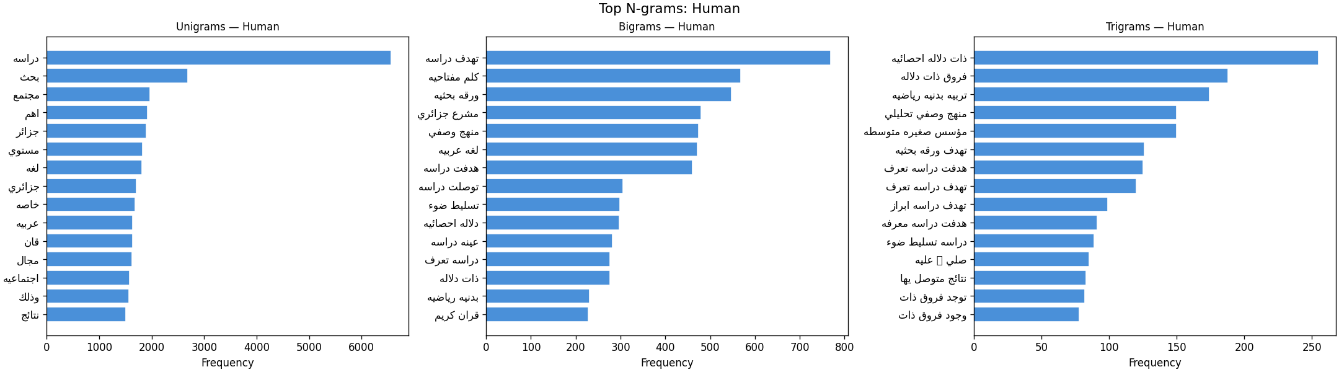 Top N-grams: Human
Unigrams — Human
دراسه
بحث
مجتمع
اهم
جزائر
مستوي
لغه
جزائري
خاصه
عربيه
فان
مجال
اجتماعيه
وذلك
نتائج
0 1000 2000 3000 4000 5000 6000
Frequency
Bigrams — Human
تهدف دراسه
كلم مفتاحيه
ورقه بحثيه
مشرع جزائري
منهج وصفي
لغه عربيه
هدفت دراسه
توصلت دراسه
تسليط ضوء
دلاله احصائيه
عينه دراسه
دراسه تعرف
ذات دلاله
بدنيه رياضيه
قران كريم
0 100 200 300 400 500 600 700 800
Frequency
Trigrams — Human
ذات دلاله احصائيه
فروق ذات دلاله
تربيه بدنيه رياضيه
منهج وصفي تحليلي
مؤسس صغيره متوسطه
تهدف ورقه بحثيه
هدفت دراسه تعرف
تهدف دراسه تعرف
تهدف دراسه ابراز
هدفت دراسه معرفه
دراسه تسليط ضوء
صلي عليه
نتائج متوصل يها
توجد فروق ذات
وجود فروق ذات
0 50 100 150 200 250
Frequency